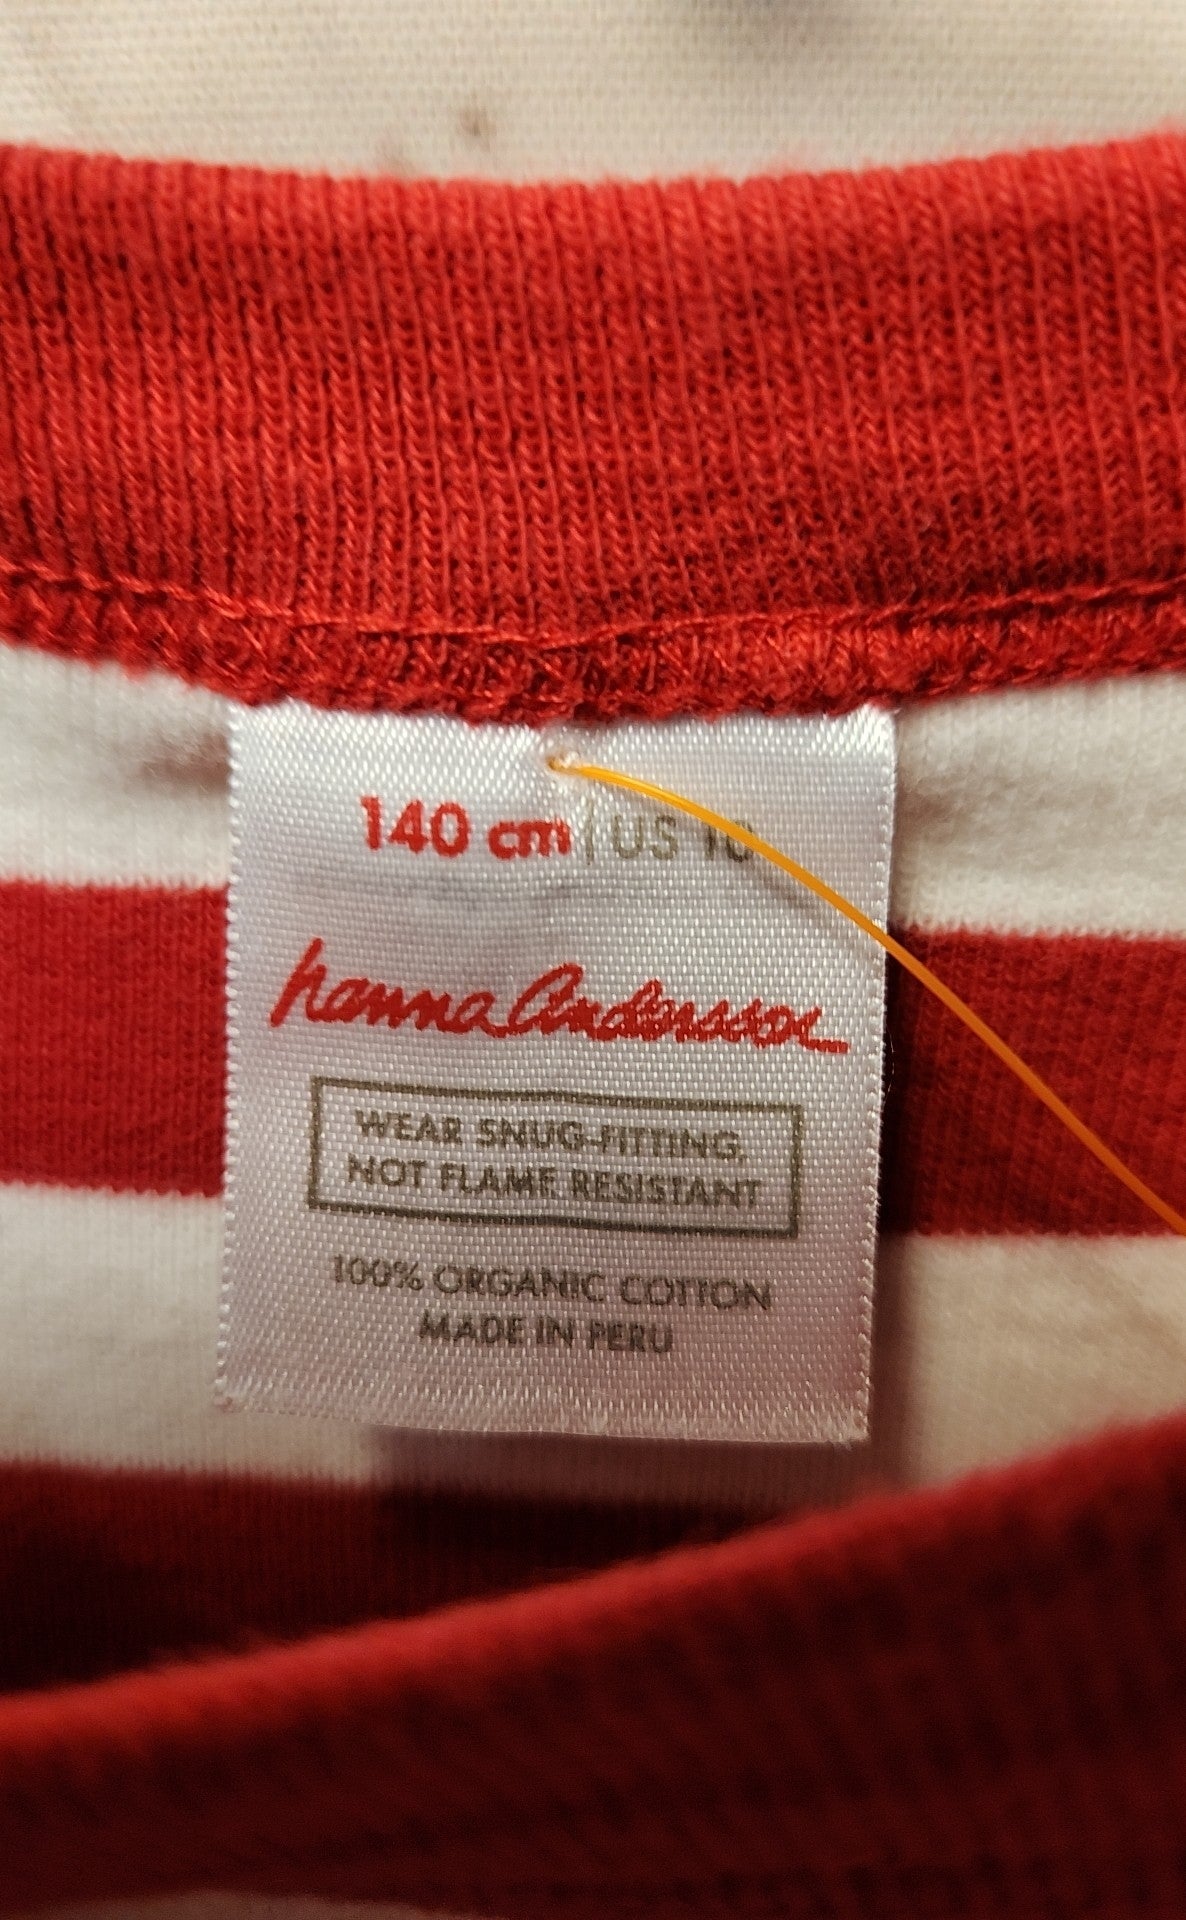 140 cm / US 10
hanna Andersson
WEAR SNUG-FITTING.
NOT FLAME RESISTANT
100% ORGANIC COTTON
MADE IN PERU